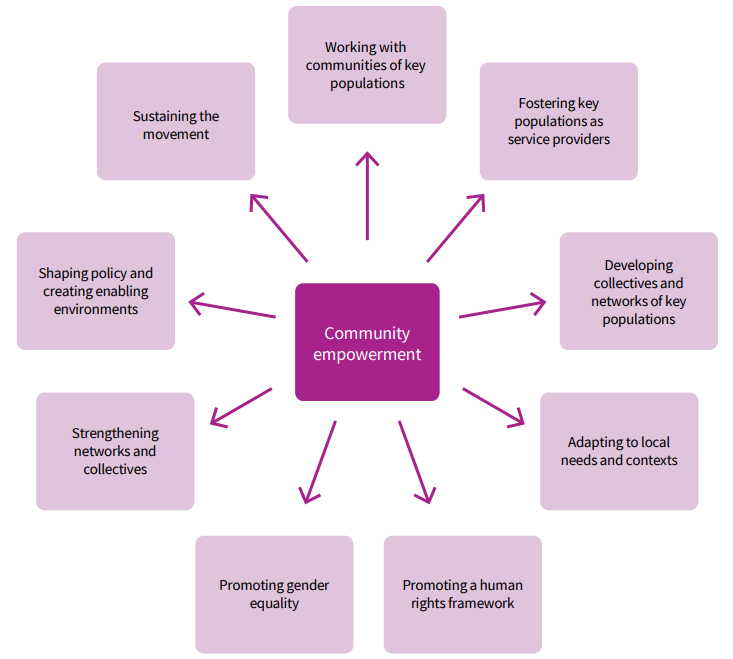 Working with
communities of key
populations
Fostering key
populations as
service providers
Developing
collectives and
networks of key
populations
Adapting to local
needs and contexts
Promoting a human
rights framework
Promoting gender
equality
Strengthening
networks and
collectives
Shaping policy and
creating enabling
environments
Sustaining the
movement
Community
empowerment